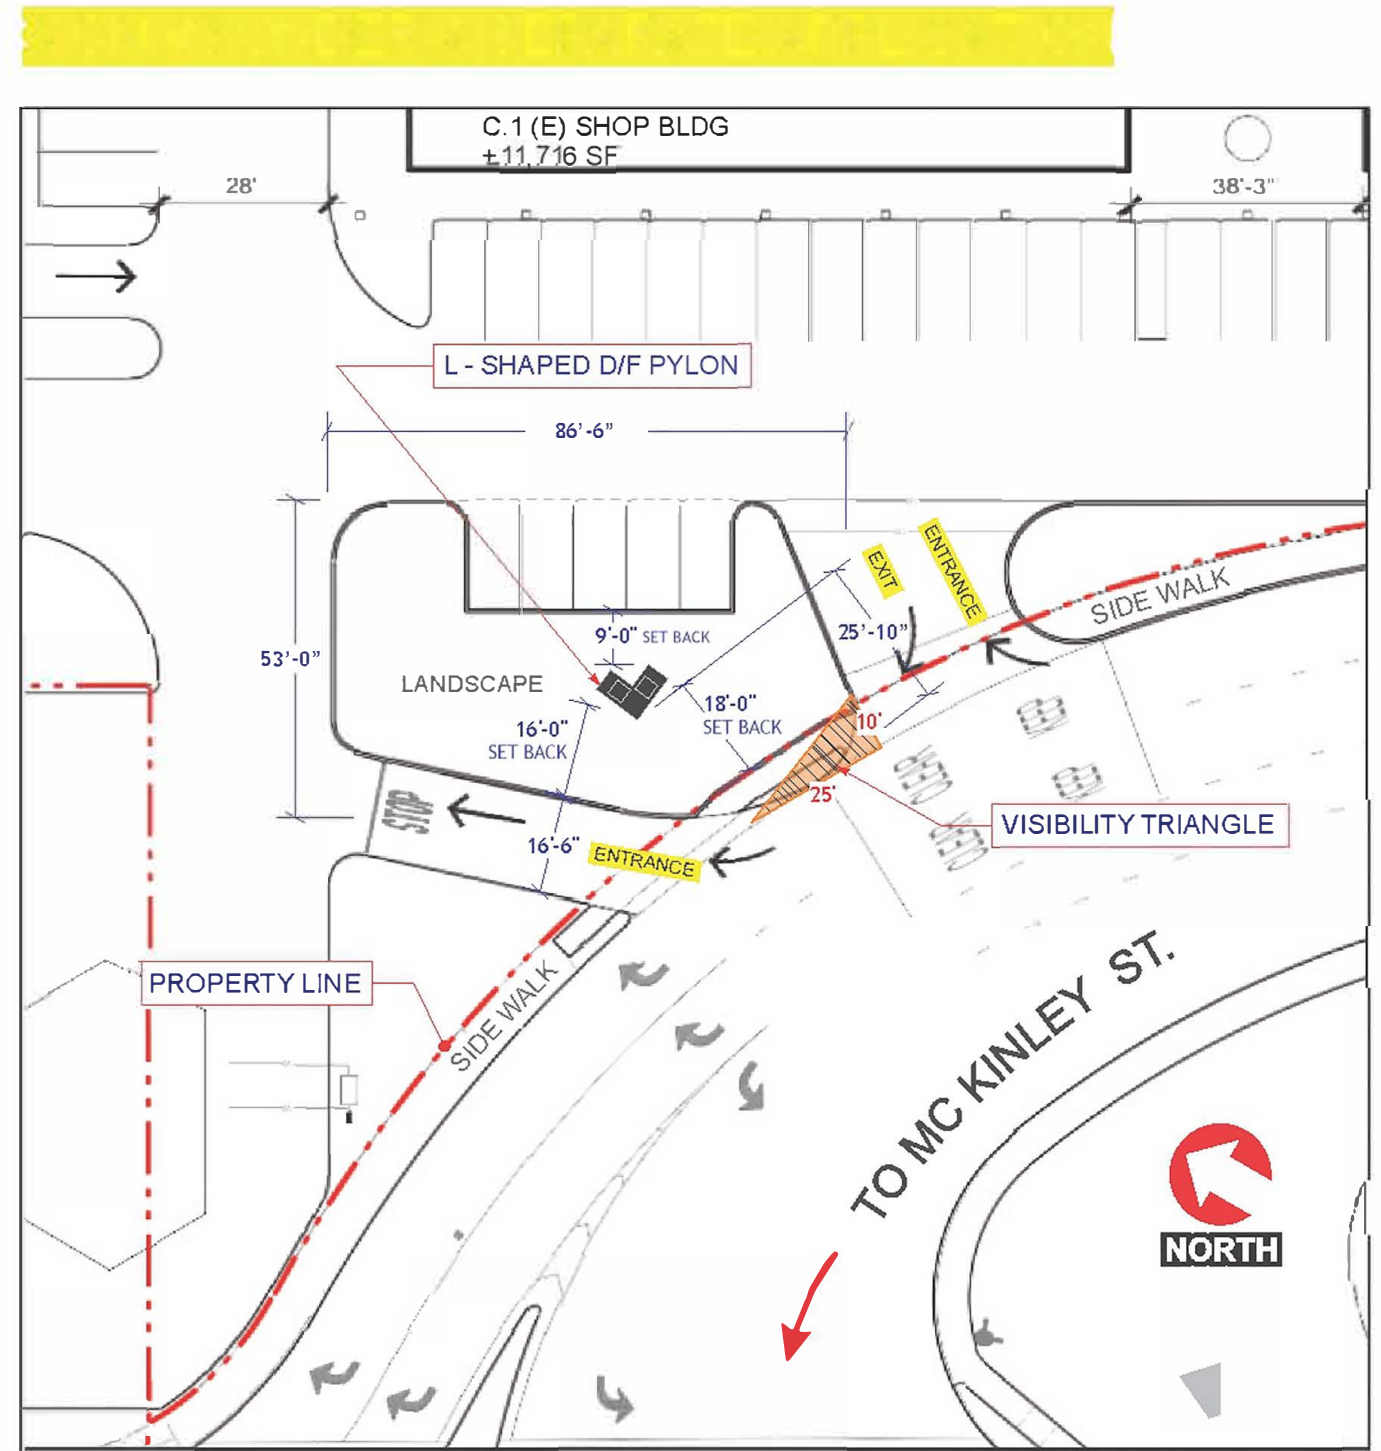 C.1 (E) SHOP BLDG
±11,716 SF
28'
38'-3"
L - SHAPED D/F PYLON
86'-6"
EXIT
ENTRANCE
SIDE WALK
9'-0" SET BACK
25'-10"
53'-0"
LANDSCAPE
18'-0"
SET BACK
16'-0"
SET BACK
10'
25'
STOP
VISIBILITY TRIANGLE
16'-6"
ENTRANCE
PROPERTY LINE
SIDE WALK
TO MC KINLEY ST.
NORTH